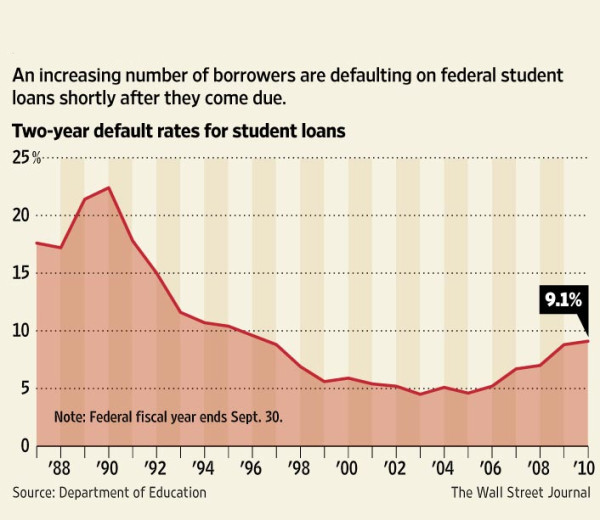 An increasing number of borrowers are defaulting on federal student
loans shortly after they come due.
Two-year default rates for student loans
25%
20
15
9.1%
10
5
Note: Federal fiscal year ends Sept. 30.
0
’88 ’90 ’92 ’94 ’96 ’98 ’00 ’02 ’04 ’06 ’08 ’10
Source: Department of Education The Wall Street Journal